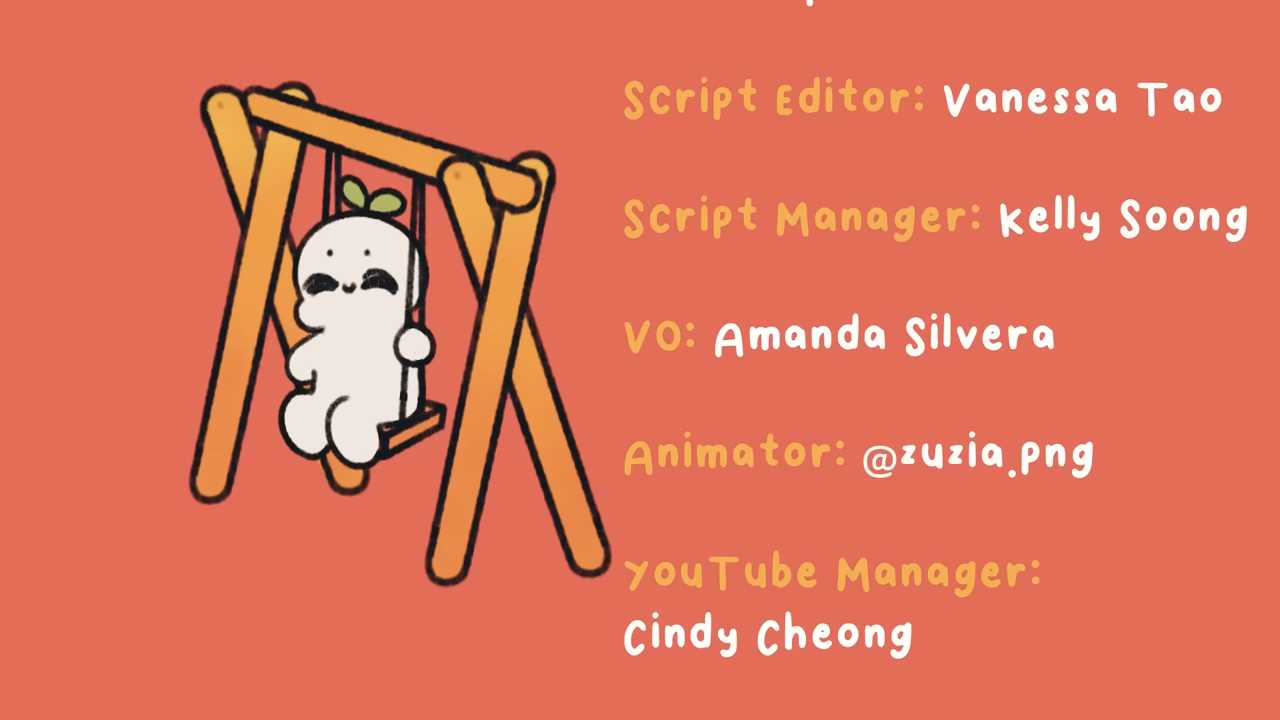 Script Editor: Vanessa Tao
Script Manager: Kelly Soong
VO: Amanda Silvera
Animator: @zuzia.png
YouTube Manager:
Cindy Cheong